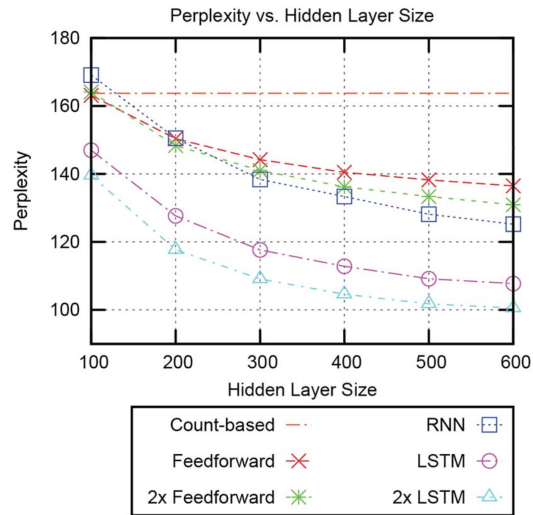 Perplexity vs. Hidden Layer Size
180
160
140
120
100
Perplexity
100 200 300 400 500 600
Hidden Layer Size
Count-based RNN
Feedforward LSTM
2x Feedforward 2x LSTM